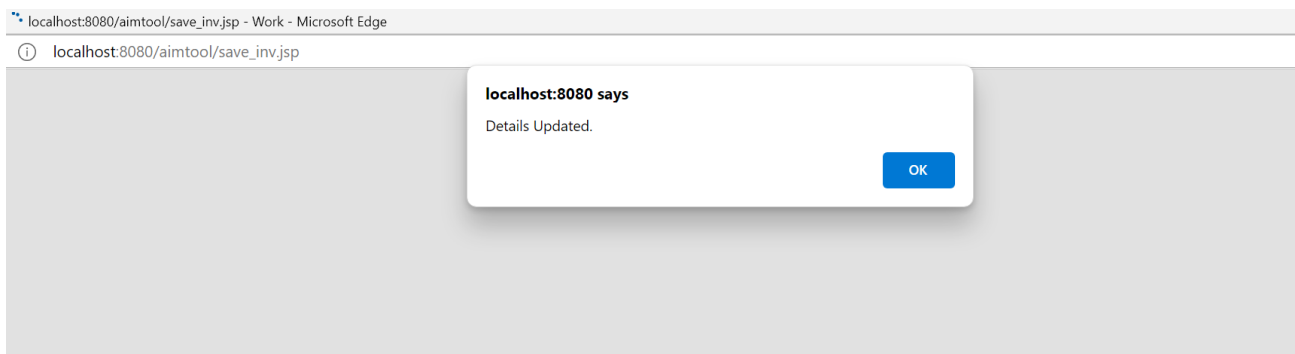 localhost:8080/aimtool/save_inv.jsp - Work - Microsoft Edge
localhost:8080/aimtool/save_inv.jsp
localhost:8080 says
Details Updated.
OK